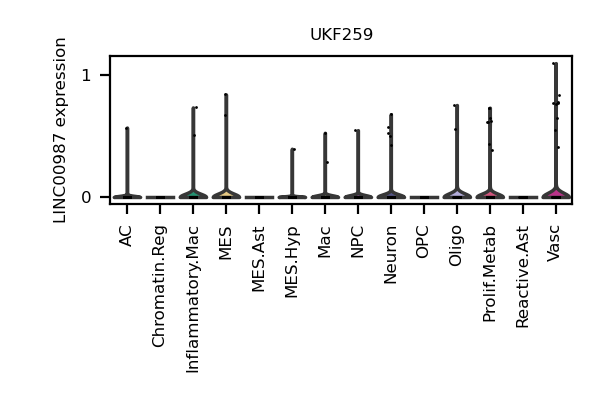 UKF259
LINC00987 expression
1
0
AC
Chromatin.Reg
Inflammatory.Mac
MES
MES.Ast
MES.Hyp
Mac
NPC
Neuron
OPC
Oligo
Prolif.Metab
Reactive.Ast
Vasc